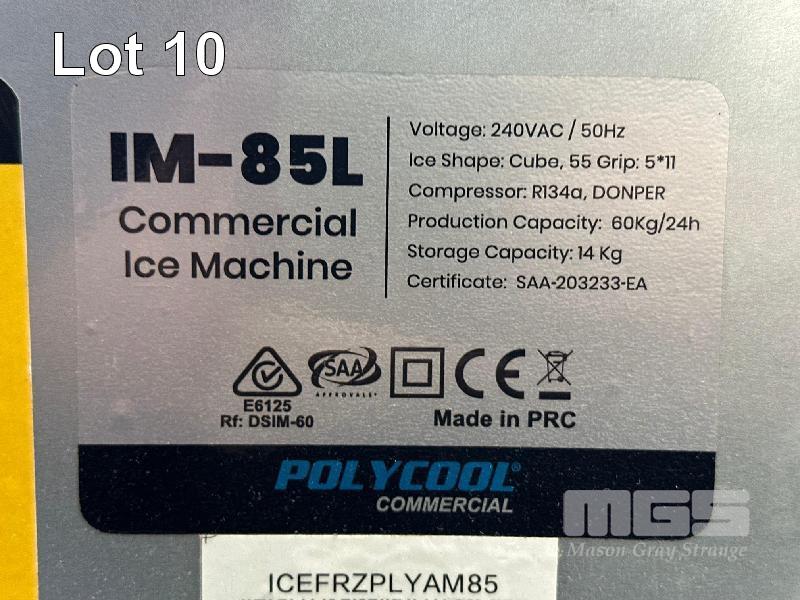 Lot 10
IM-85L
Commercial
Ice Machine
Voltage: 240VAC / 50Hz
Ice Shape: Cube, 55 Grip: 5*11
Compressor: R134a, DONPER
Production Capacity: 60Kg/24h
Storage Capacity: 14 Kg
Certificate: SAA-203233-EA
SAA
APPROVALS
CE
E6125
Rf: DSIM-60
Made in PRC
POLYCOOL®
COMMERCIAL
MGS
Mason Gray Strange
ICEFRZPLYAM85